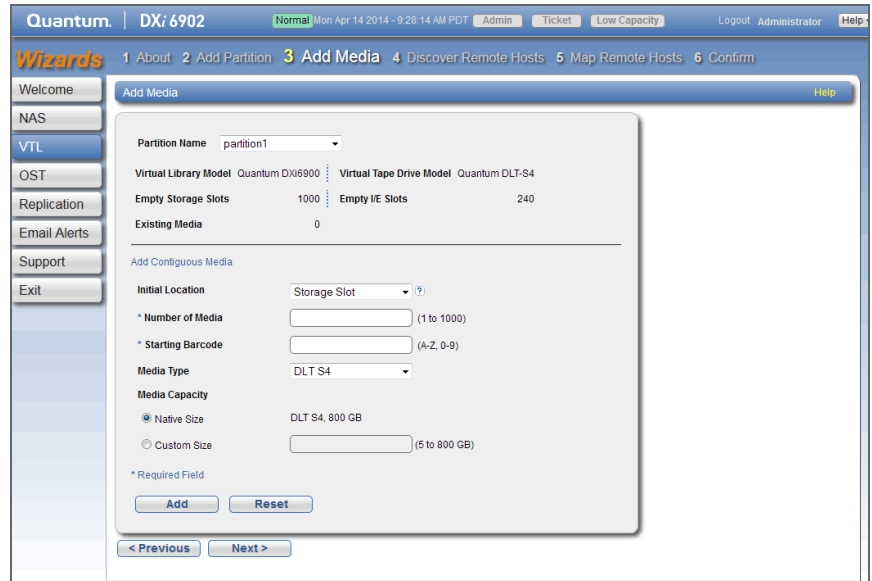 Quantum. DXi 6902 Normal Mon Apr 14 2014 - 9:28:14 AM PDT Admin Ticket Low Capacity Logout Administrator Help
Wizards 1 About 2 Add Partition 3 Add Media 4 Discover Remote Hosts 5 Map Remote Hosts 6 Confirm
Welcome
NAS
VTL
OST
Replication
Email Alerts
Support
Exit
Add Media Help
Partition Name partition1
Virtual Library Model Quantum DXi6900 Virtual Tape Drive Model Quantum DLT-S4
Empty Storage Slots 1000 Empty I/E Slots 240
Existing Media 0
Add Contiguous Media
Initial Location Storage Slot ?
* Number of Media (1 to 1000)
* Starting Barcode (A-Z, 0-9)
Media Type DLT S4
Media Capacity
Native Size DLT S4, 800 GB
Custom Size (5 to 800 GB)
* Required Field
Add Reset
< Previous Next >